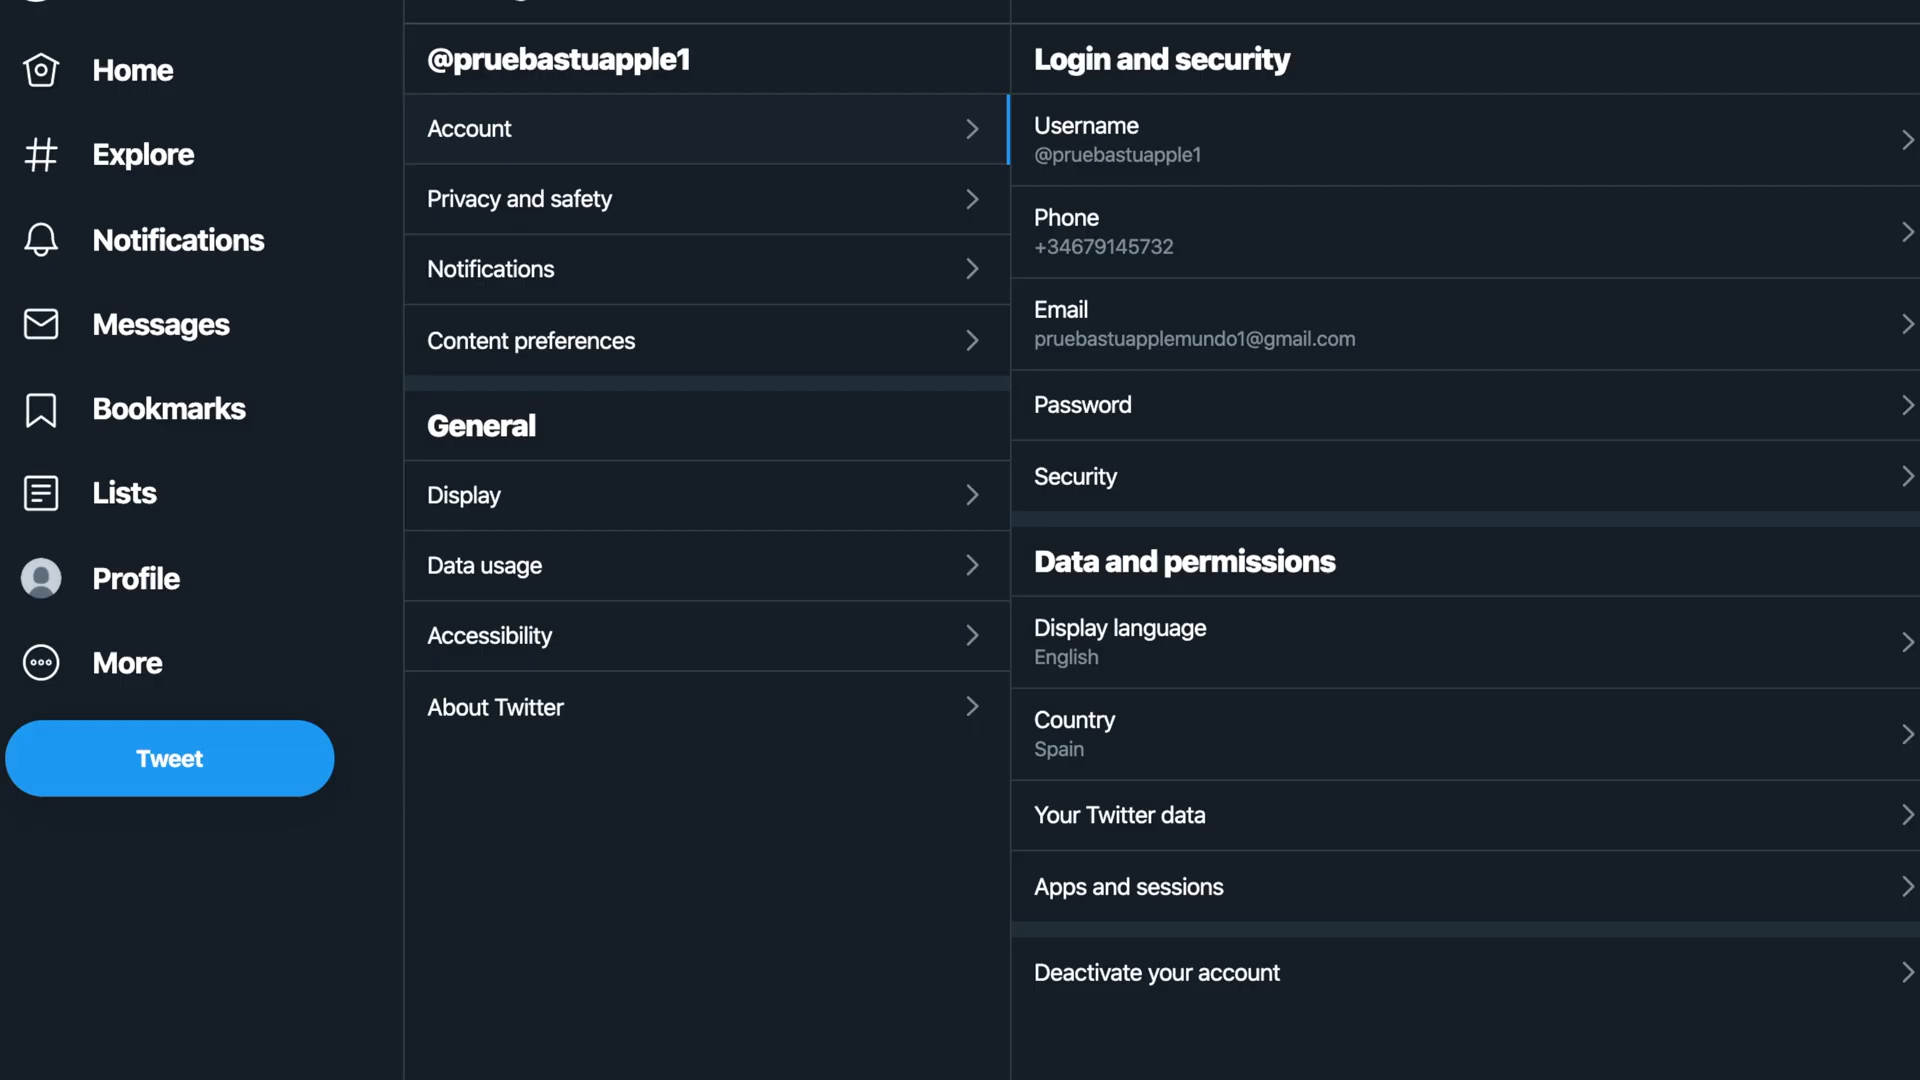 Home
Explore
Notifications
Messages
Bookmarks
Lists
Profile
More
Tweet
@pruebastuapple1
Account
Privacy and safety
Notifications
Content preferences
General
Display
Data usage
Accessibility
About Twitter
Login and security
Username
@pruebastuapple1
Phone
+34679145732
Email
pruebastuapplemundo1@gmail.com
Password
Security
Data and permissions
Display language
English
Country
Spain
Your Twitter data
Apps and sessions
Deactivate your account